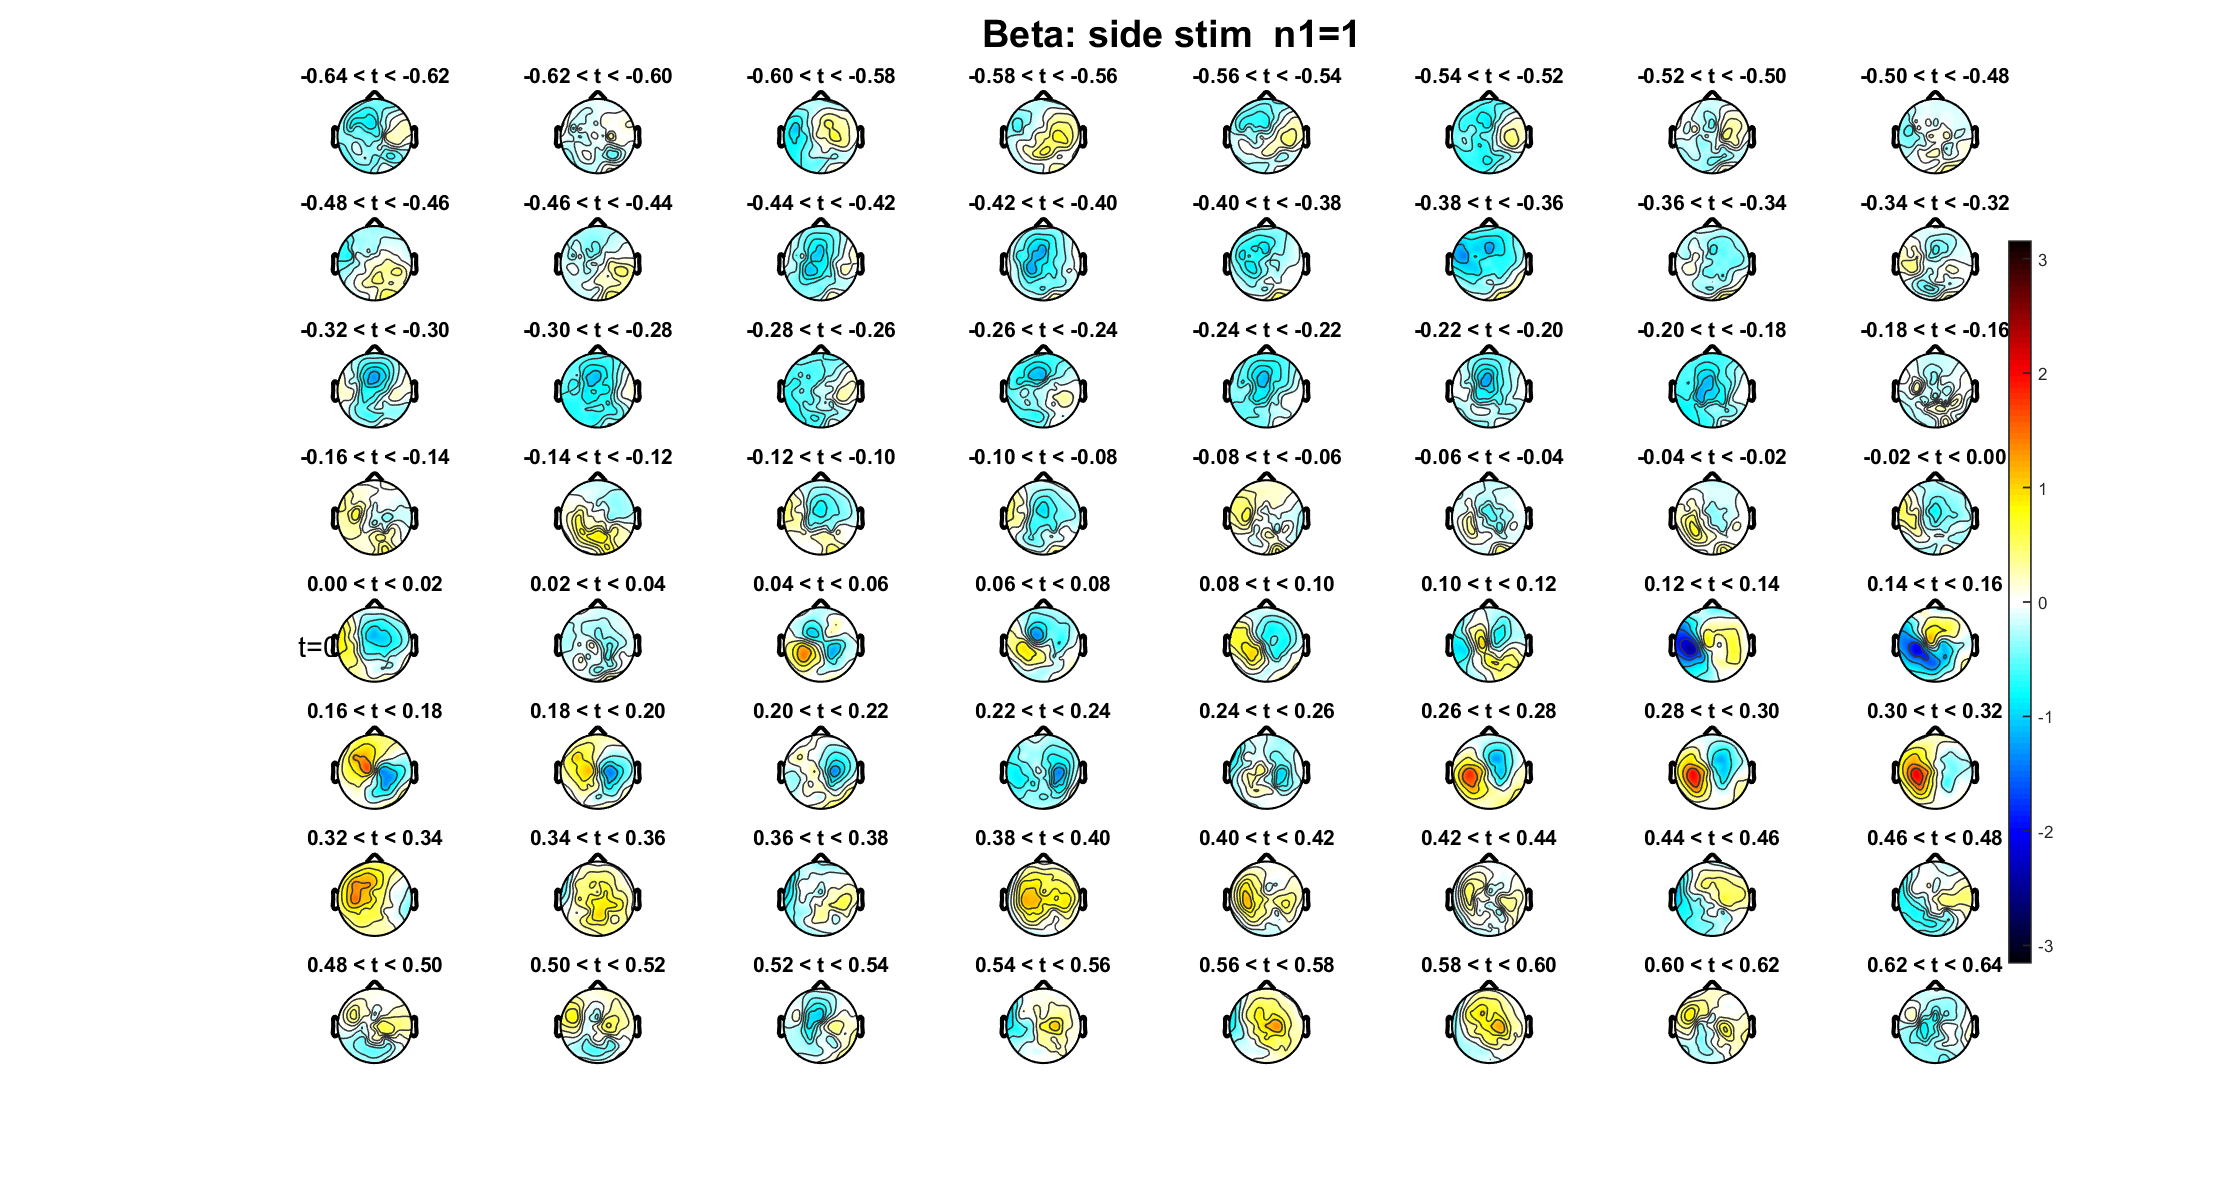 Beta: side stim  n1=1
-0.64 < t < -0.62
-0.62 < t < -0.60
-0.60 < t < -0.58
-0.58 < t < -0.56
-0.56 < t < -0.54
-0.54 < t < -0.52
-0.52 < t < -0.50
-0.50 < t < -0.48
-0.48 < t < -0.46
-0.46 < t < -0.44
-0.44 < t < -0.42
-0.42 < t < -0.40
-0.40 < t < -0.38
-0.38 < t < -0.36
-0.36 < t < -0.34
-0.34 < t < -0.32
-0.32 < t < -0.30
-0.30 < t < -0.28
-0.28 < t < -0.26
-0.26 < t < -0.24
-0.24 < t < -0.22
-0.22 < t < -0.20
-0.20 < t < -0.18
-0.18 < t < -0.16
-0.16 < t < -0.14
-0.14 < t < -0.12
-0.12 < t < -0.10
-0.10 < t < -0.08
-0.08 < t < -0.06
-0.06 < t < -0.04
-0.04 < t < -0.02
-0.02 < t < 0.00
0.00 < t < 0.02
0.02 < t < 0.04
0.04 < t < 0.06
0.06 < t < 0.08
0.08 < t < 0.10
0.10 < t < 0.12
0.12 < t < 0.14
0.14 < t < 0.16
t=0
0.16 < t < 0.18
0.18 < t < 0.20
0.20 < t < 0.22
0.22 < t < 0.24
0.24 < t < 0.26
0.26 < t < 0.28
0.28 < t < 0.30
0.30 < t < 0.32
0.32 < t < 0.34
0.34 < t < 0.36
0.36 < t < 0.38
0.38 < t < 0.40
0.40 < t < 0.42
0.42 < t < 0.44
0.44 < t < 0.46
0.46 < t < 0.48
0.48 < t < 0.50
0.50 < t < 0.52
0.52 < t < 0.54
0.54 < t < 0.56
0.56 < t < 0.58
0.58 < t < 0.60
0.60 < t < 0.62
0.62 < t < 0.64
3
2
1
0
-1
-2
-3